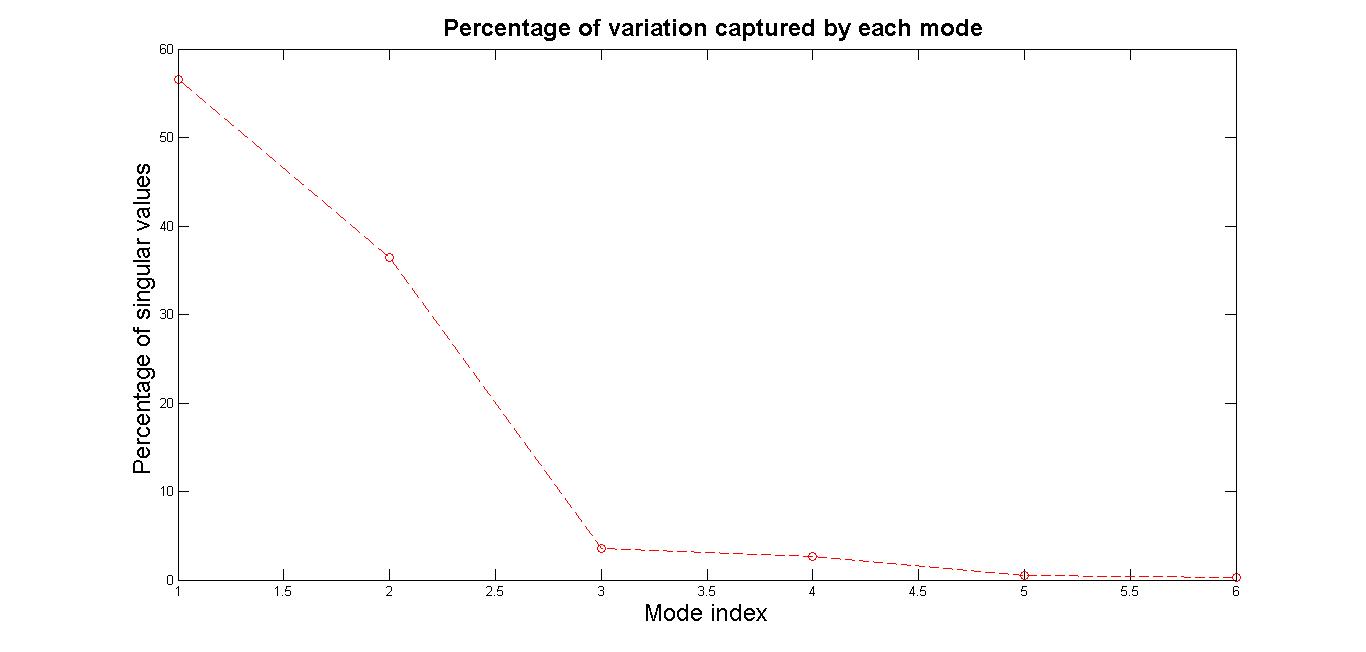 Percentage of variation captured by each mode
Percentage of singular values
60
50
40
30
20
10
0
1 1.5 2 2.5 3 3.5 4 4.5 5 5.5 6
Mode index